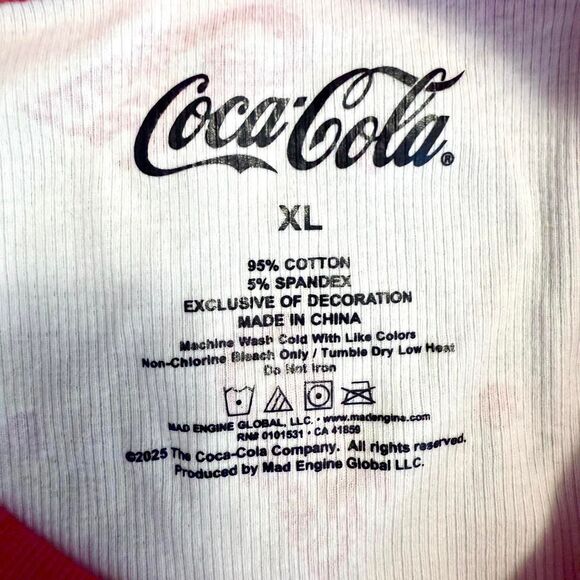 Coca-Cola®
XL
95% COTTON
5% SPANDEX
EXCLUSIVE OF DECORATION
MADE IN CHINA
Machine Wash Cold With Like Colors
Non-Chlorine Bleach Only / Tumble Dry Low Heat
Do Not Iron
MAD ENGINE GLOBAL, LLC. • www.madengine.com
RN# 0101531 • CA 41859
©2025 The Coca-Cola Company. All rights reserved.
Produced by Mad Engine Global LLC.